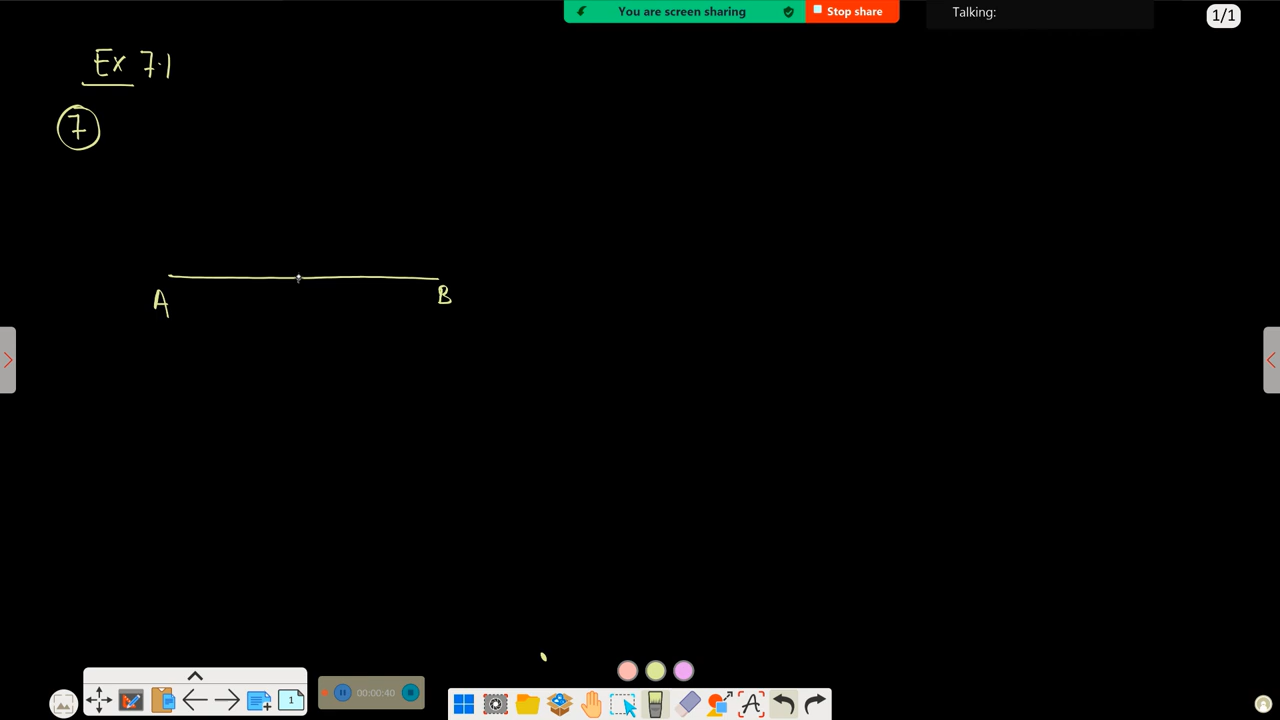 You are screen sharing
Stop share
Talking:
1/1
Ex 7.1
7
A
B
00:00:40
1
A